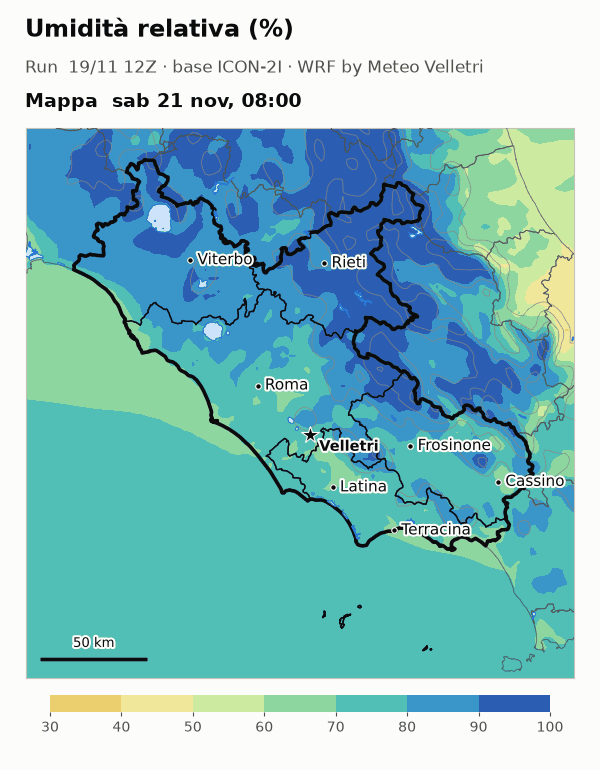 Umidità relativa (%)
Run  19/11 12Z · base ICON-2I · WRF by Meteo Velletri
Mappa  sab 21 nov, 08:00
Viterbo
Rieti
Roma
Velletri
Frosinone
Cassino
Latina
Terracina
50 km
30 40 50 60 70 80 90 100